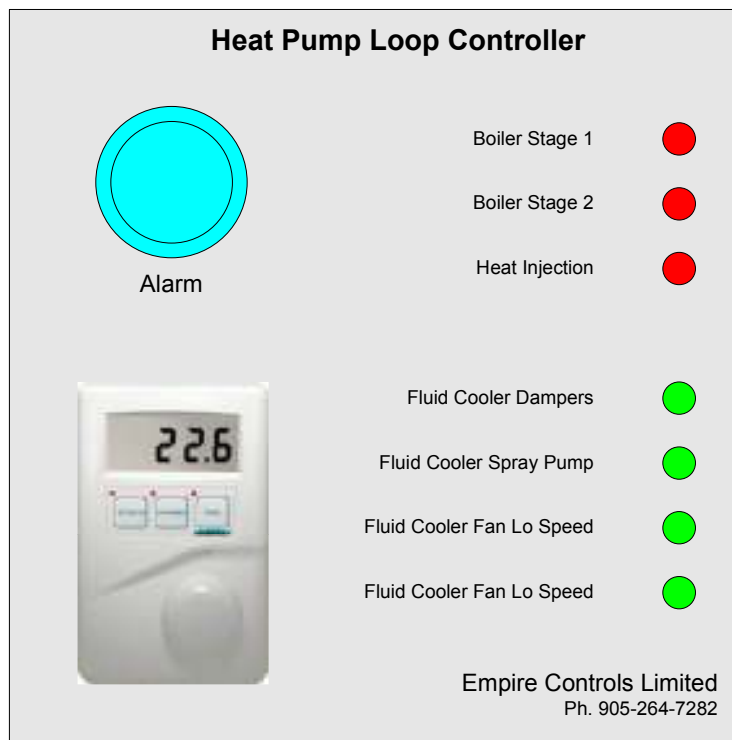 Heat Pump Loop Controller
Alarm
Boiler Stage 1
Boiler Stage 2
Heat Injection
22.6
Fluid Cooler Dampers
Fluid Cooler Spray Pump
Fluid Cooler Fan Lo Speed
Fluid Cooler Fan Lo Speed
Empire Controls Limited
Ph. 905-264-7282